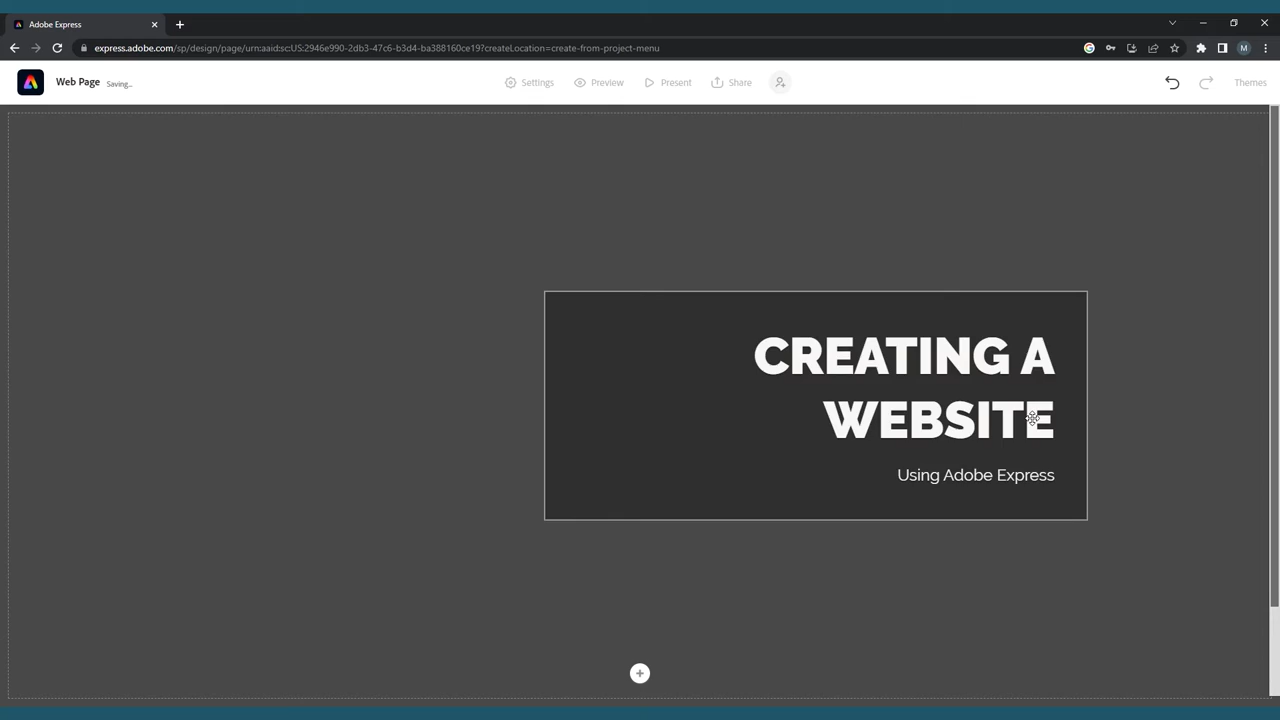 Adobe Express
express.adobe.com/sp/design/page/urn:aaid:sc:US:2946e990-2db3-47c6-b3d4-ba388160ce19?createLocation=create-from-project-menu
M
Web Page Saving...
Settings Preview Present Share
Themes
CREATING A
WEBSITE
Using Adobe Express